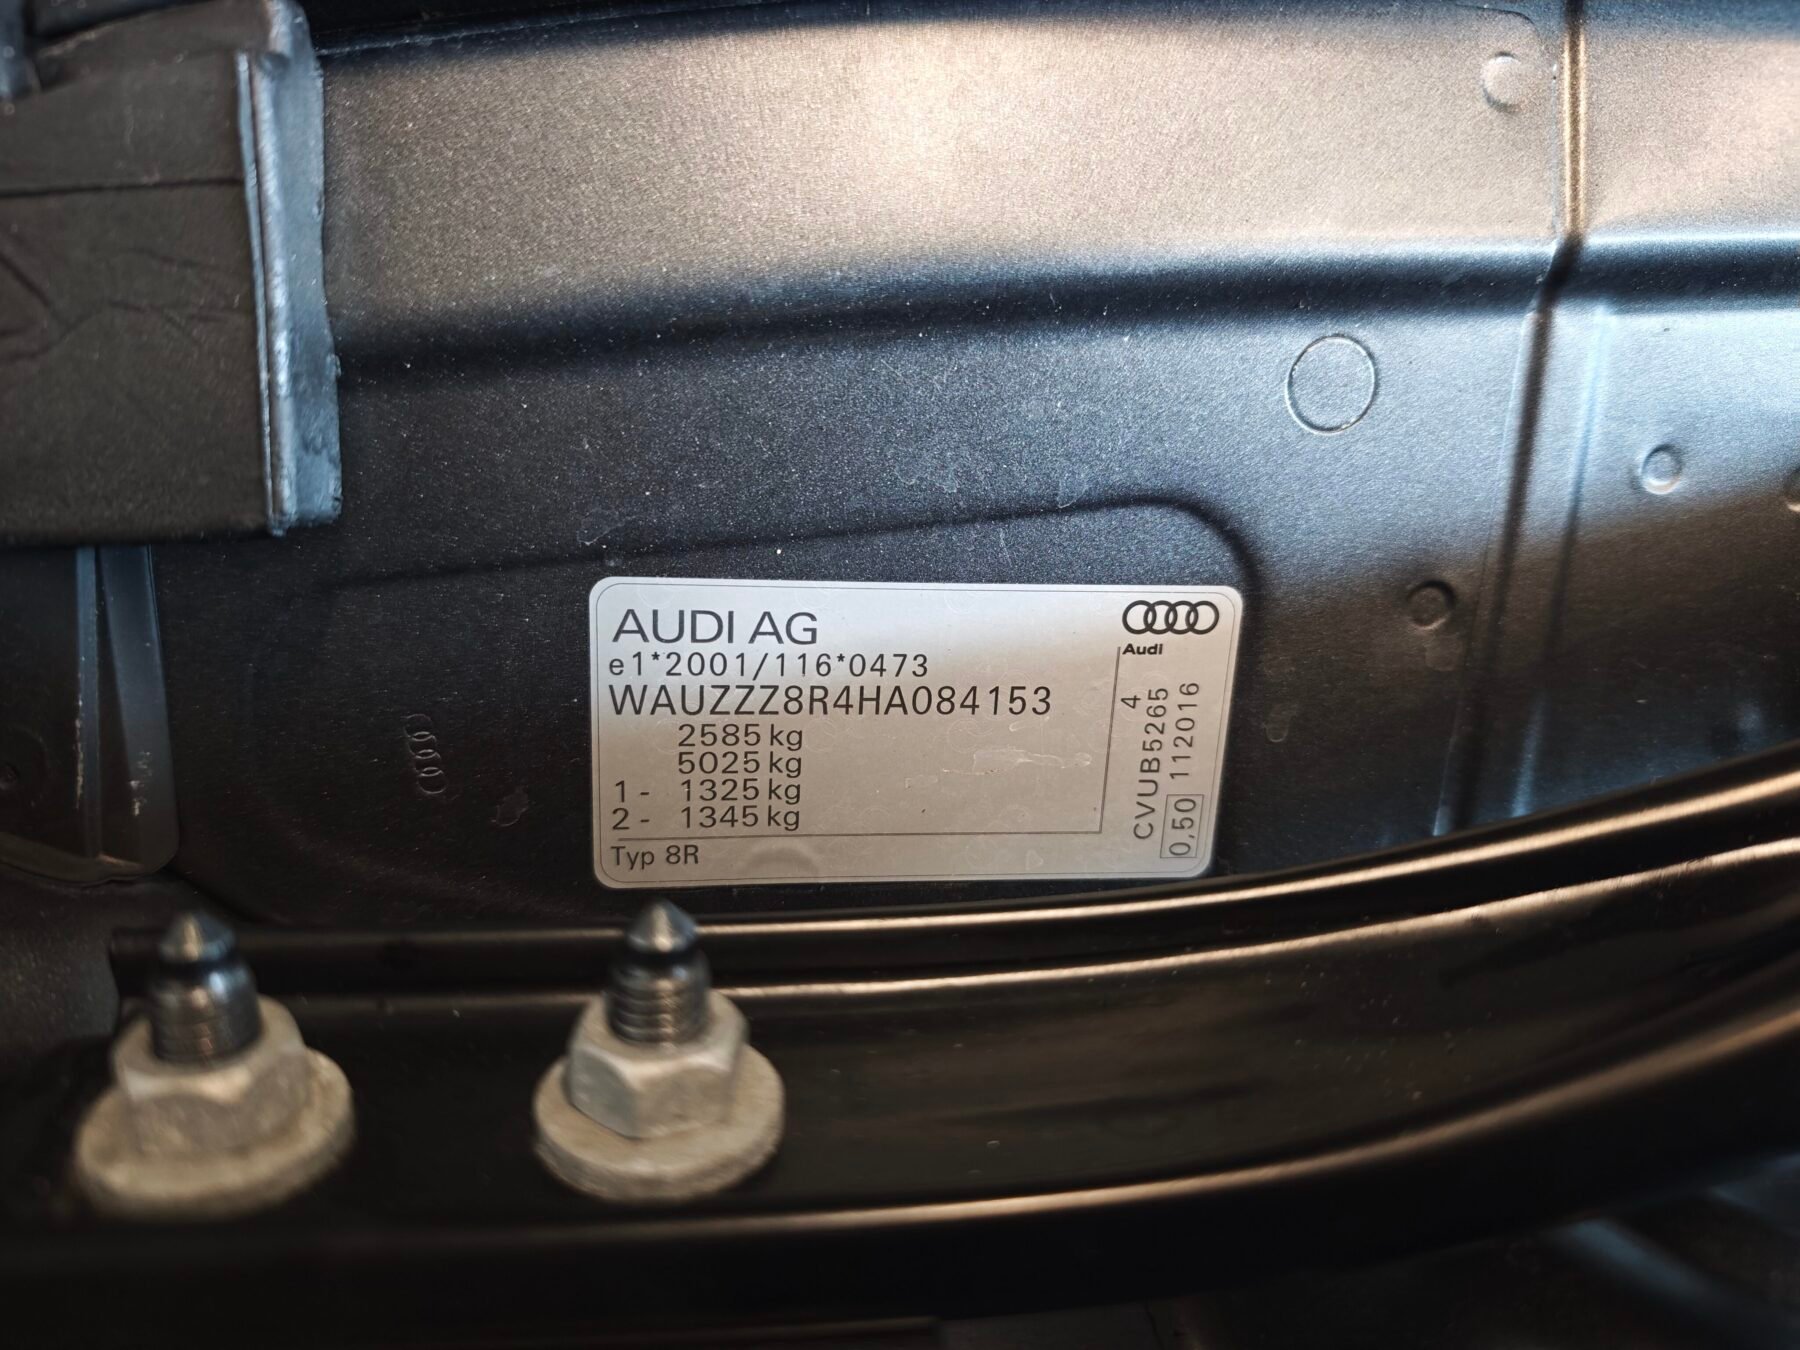 AUDI AG
e1*2001/116*0473
WAUZZZ8R4HA084153
2585 kg
5025 kg
1 - 1325 kg
2 - 1345 kg
Typ 8R
Audi
4
CVUB5265
0,50 112016